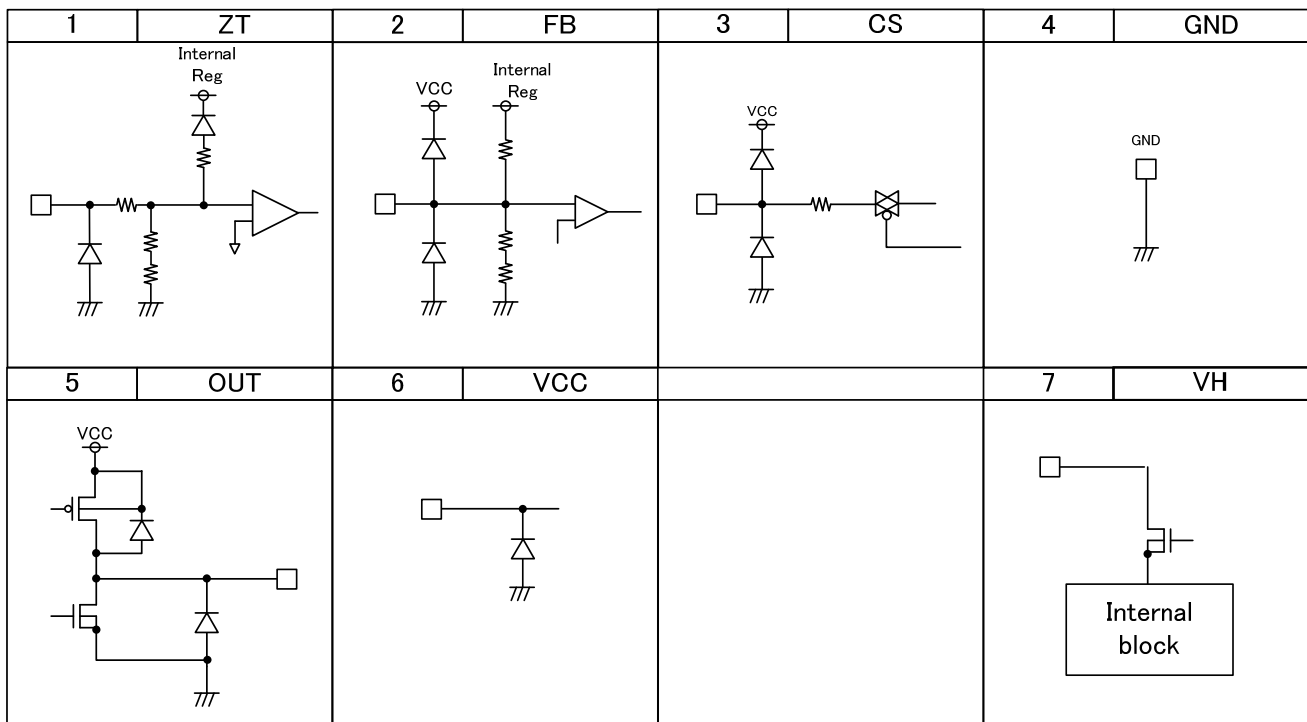 1 ZT 2 FB 3 CS 4 GND
Internal
Reg
VCC
Internal
Reg
VCC
GND
5 OUT 6 VCC 7 VH
VCC
Internal
block